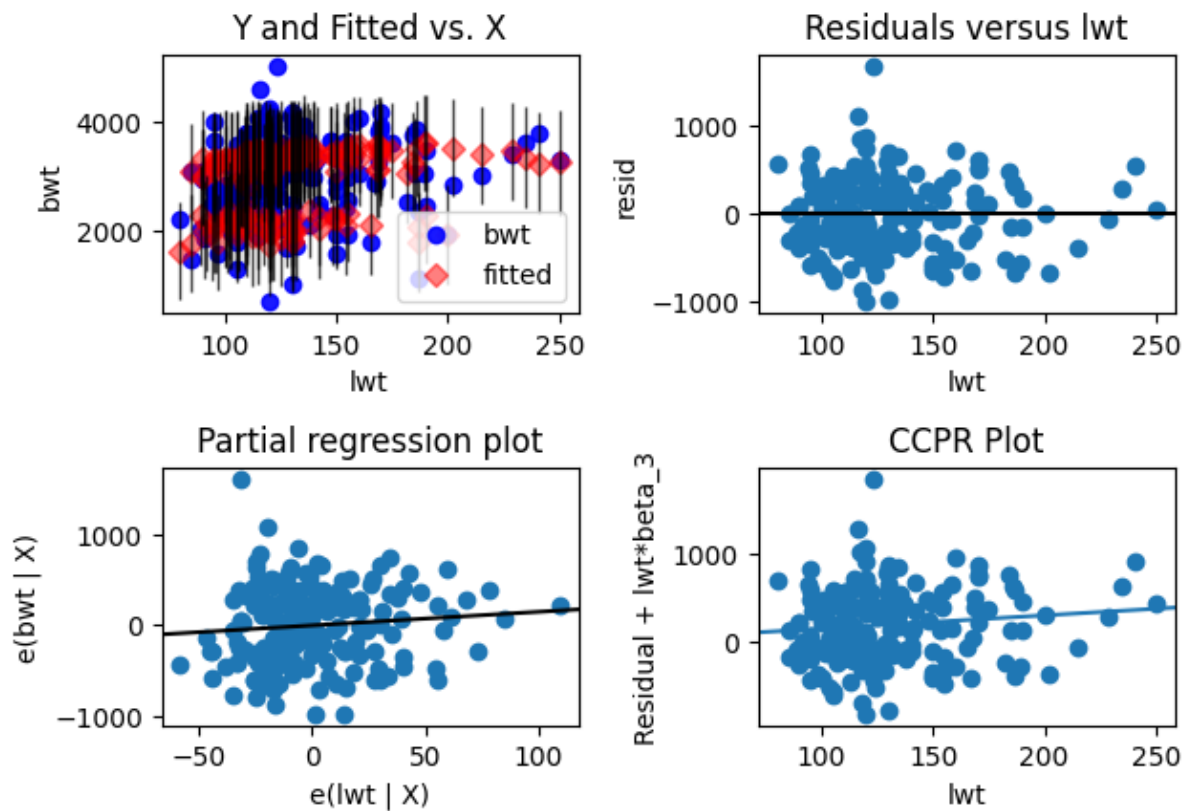 Y and Fitted vs. X
bwt
4000
2000
100
150
200
250
lwt
bwt
fitted
Residuals versus lwt
resid
1000
0
−1000
100
150
200
250
lwt
Partial regression plot
e(bwt | X)
1000
0
−1000
−50
0
50
100
e(lwt | X)
CCPR Plot
Residual + lwt*beta_3
1000
0
100
150
200
250
lwt